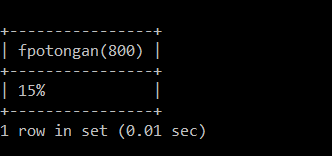 +----------------+
| fpotongan(800) |
+----------------+
| 15%            |
+----------------+
1 row in set (0.01 sec)